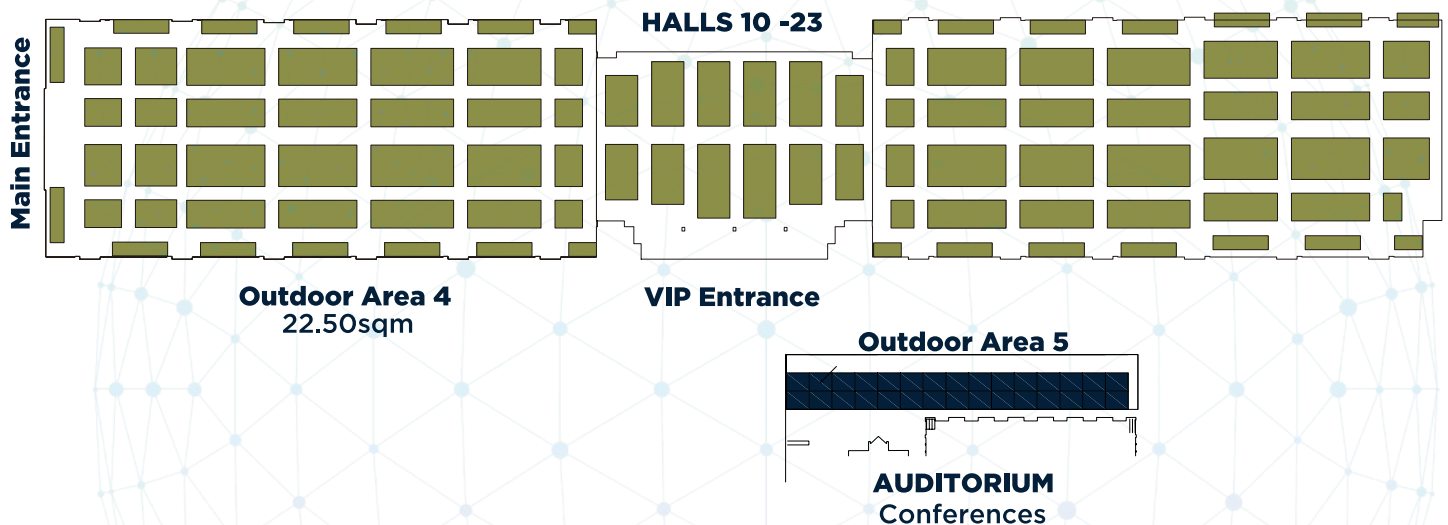 HALLS 10 -23
Main Entrance
Outdoor Area 4
22.50sqm
VIP Entrance
Outdoor Area 5
AUDITORIUM
Conferences